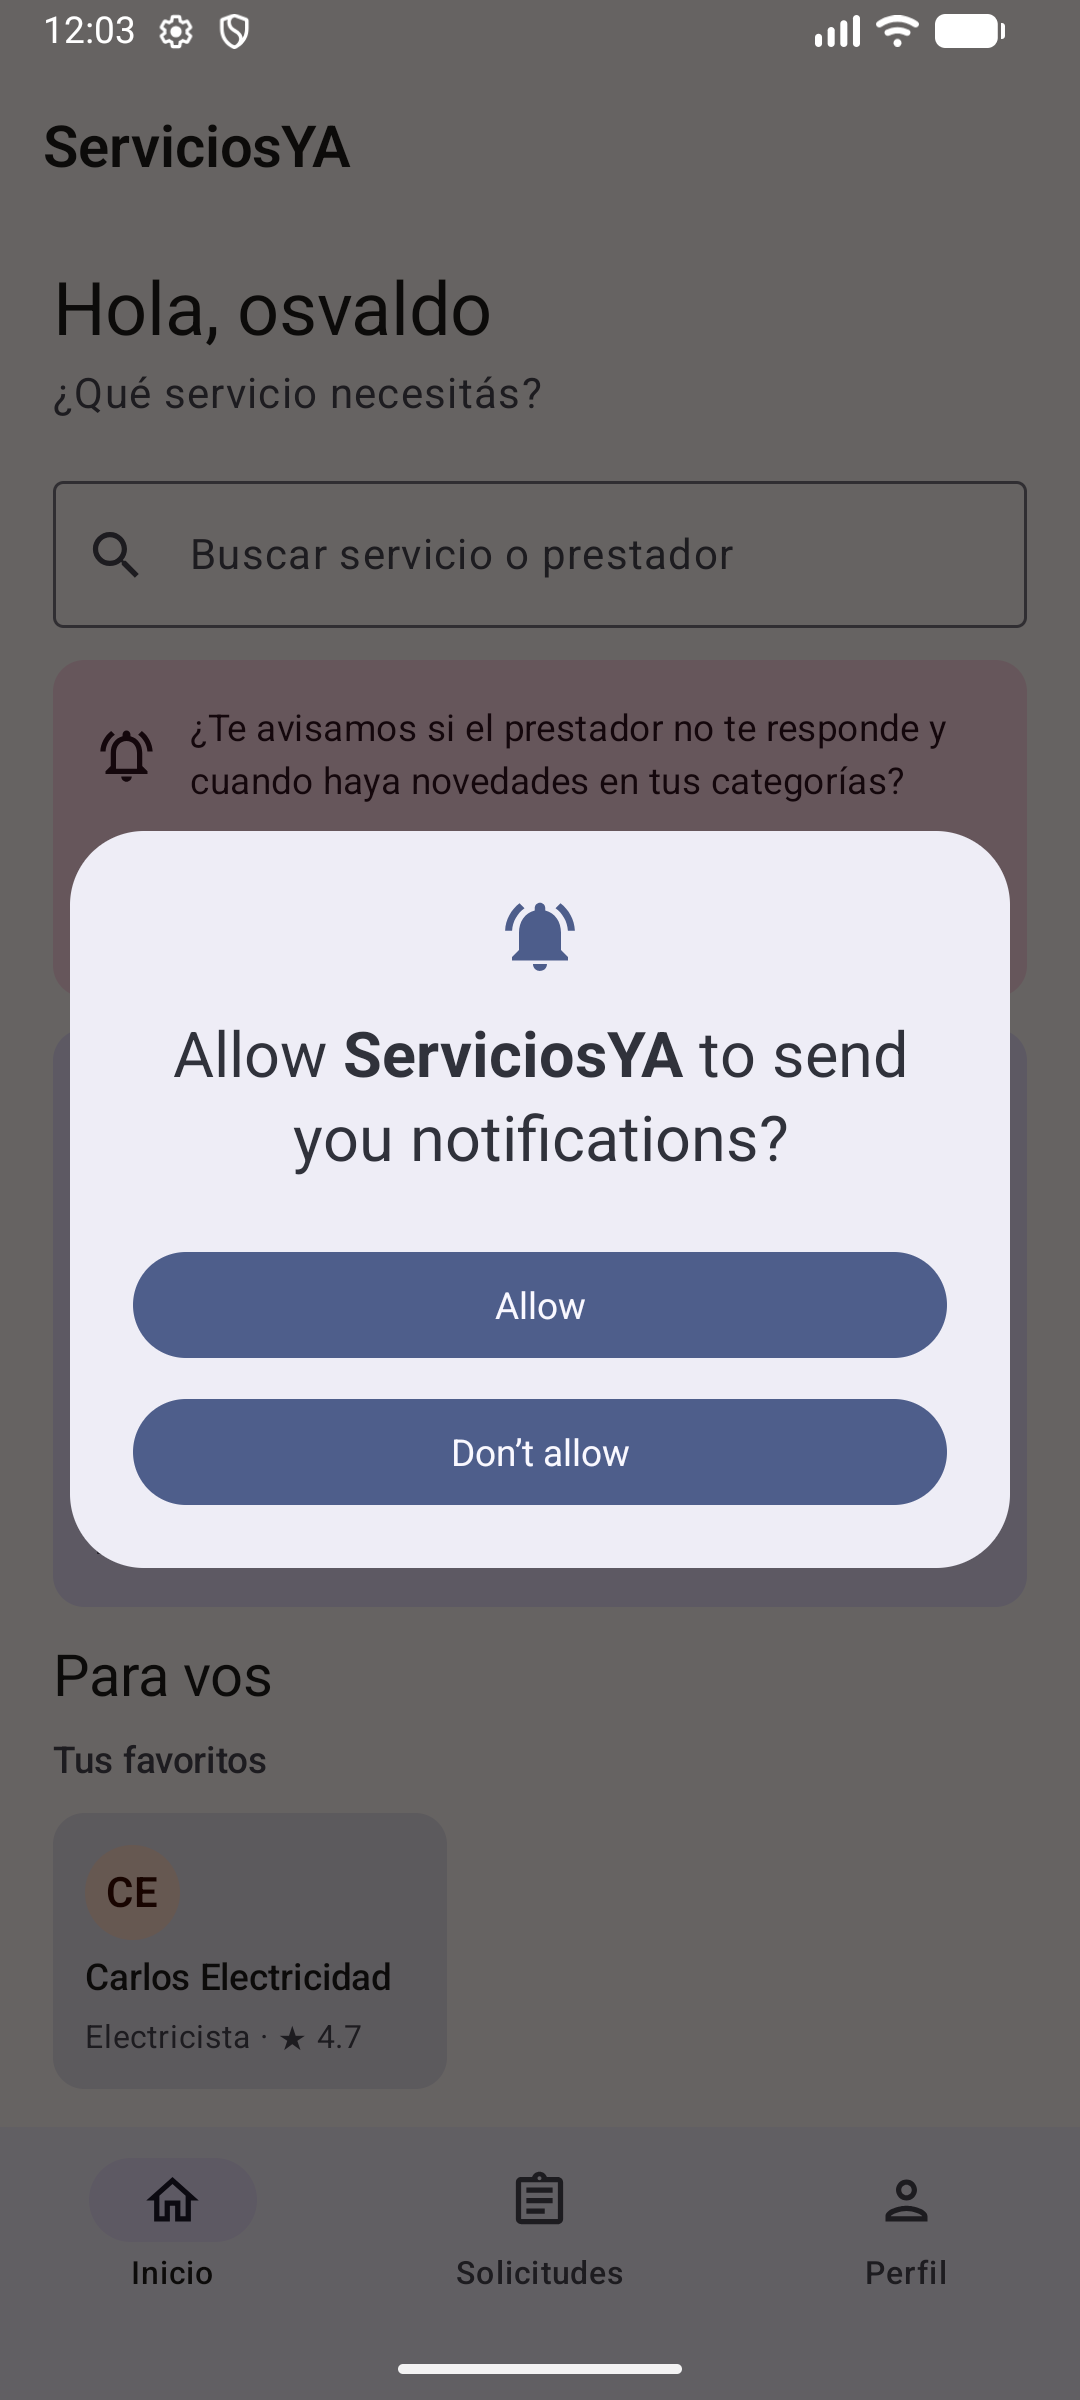 12:03
ServiciosYA
Hola, osvaldo
¿Qué servicio necesitás?
Buscar servicio o prestador
¿Te avisamos si el prestador no te responde y
cuando haya novedades en tus categorías?
Allow ServiciosYA to send
you notifications?
Allow
Don’t allow
Para vos
Tus favoritos
CE
Carlos Electricidad
Electricista · ★ 4.7
Inicio
Solicitudes
Perfil